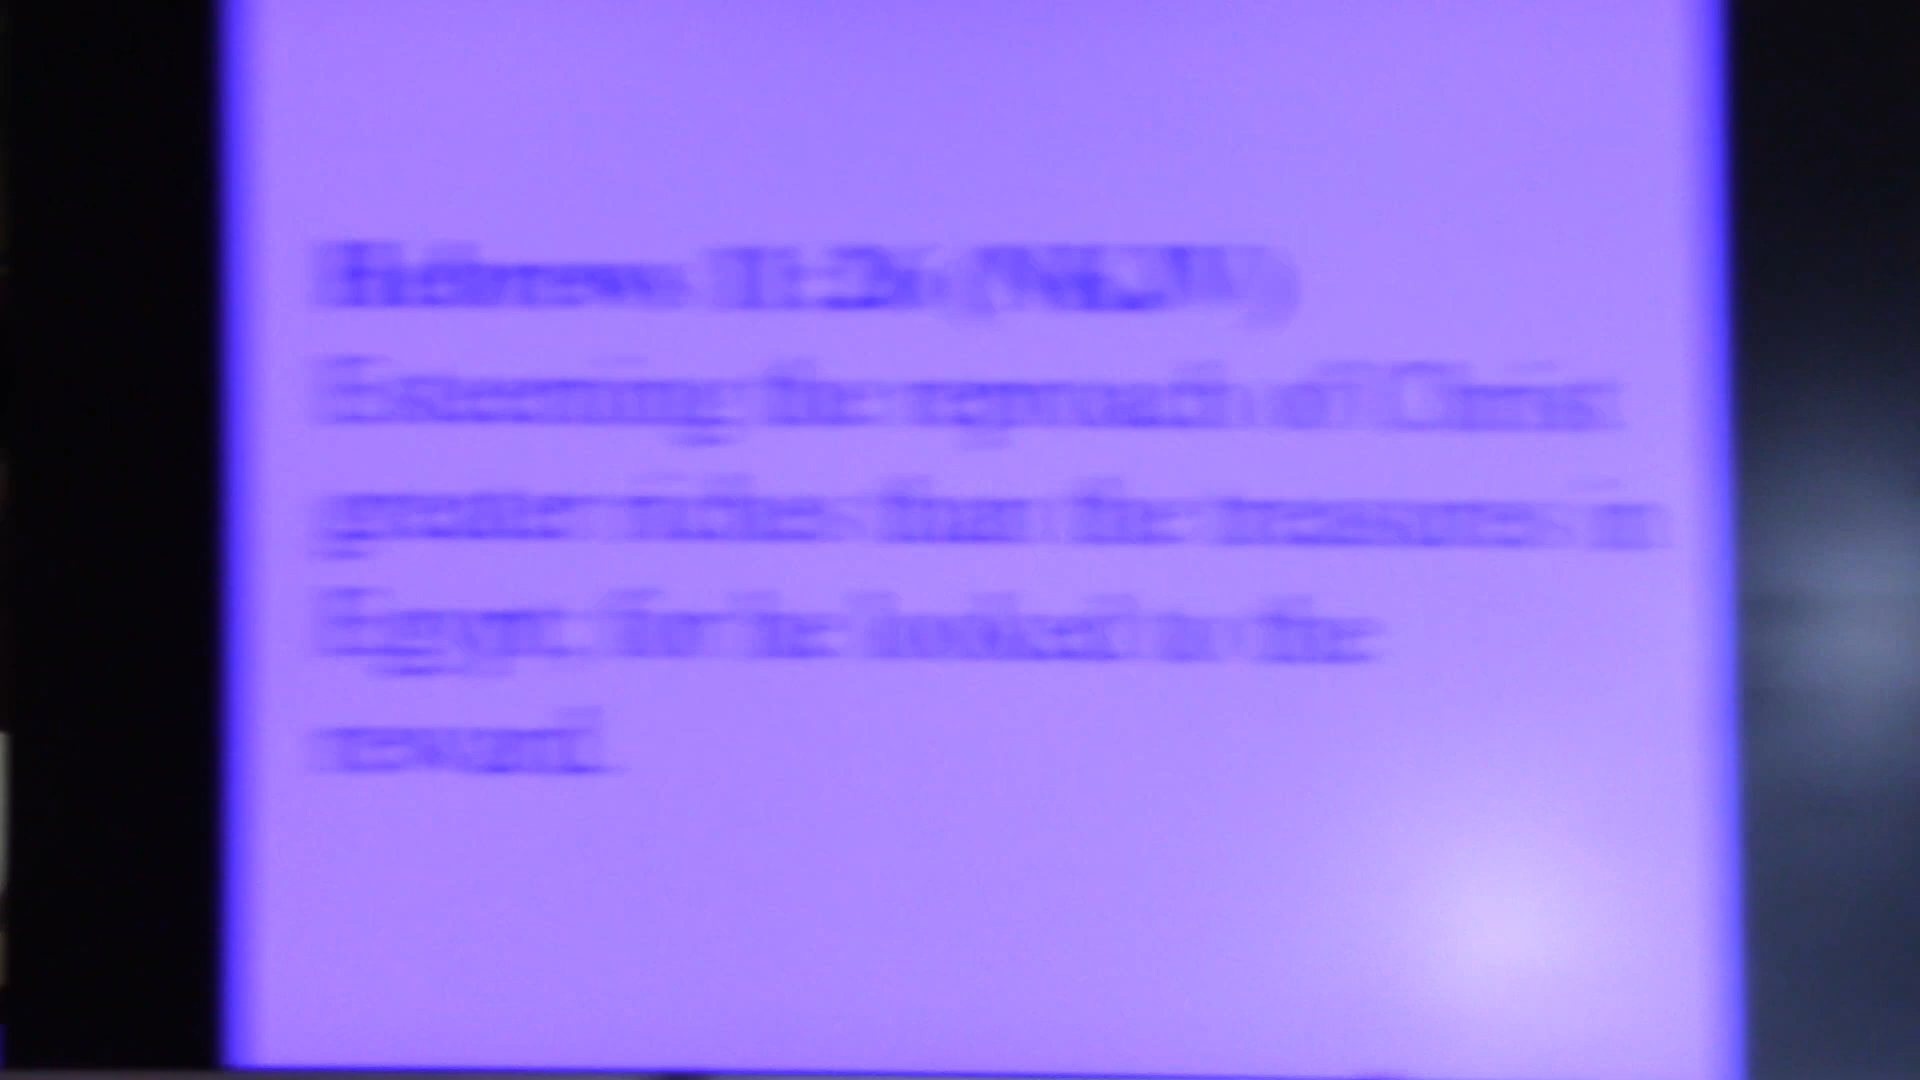 Hebrews 11:26 (NKJV)
Esteeming the reproach of Christ
greater riches than the treasures in
Egypt; for he looked to the
reward.